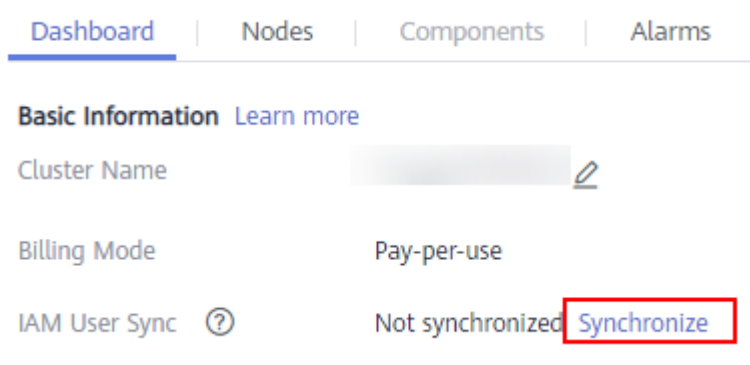 Dashboard Nodes Components Alarms
Basic Information Learn more
Cluster Name
Billing Mode Pay-per-use
IAM User Sync ? Not synchronized Synchronize